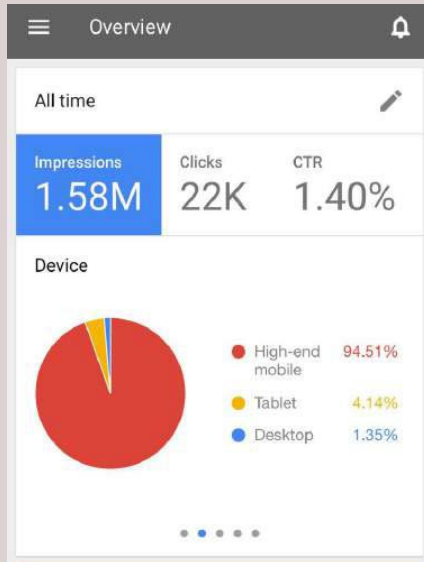 Overview
All time
Impressions Clicks CTR
1.58M 22K 1.40%
Device
High-end mobile 94.51%
Tablet 4.14%
Desktop 1.35%